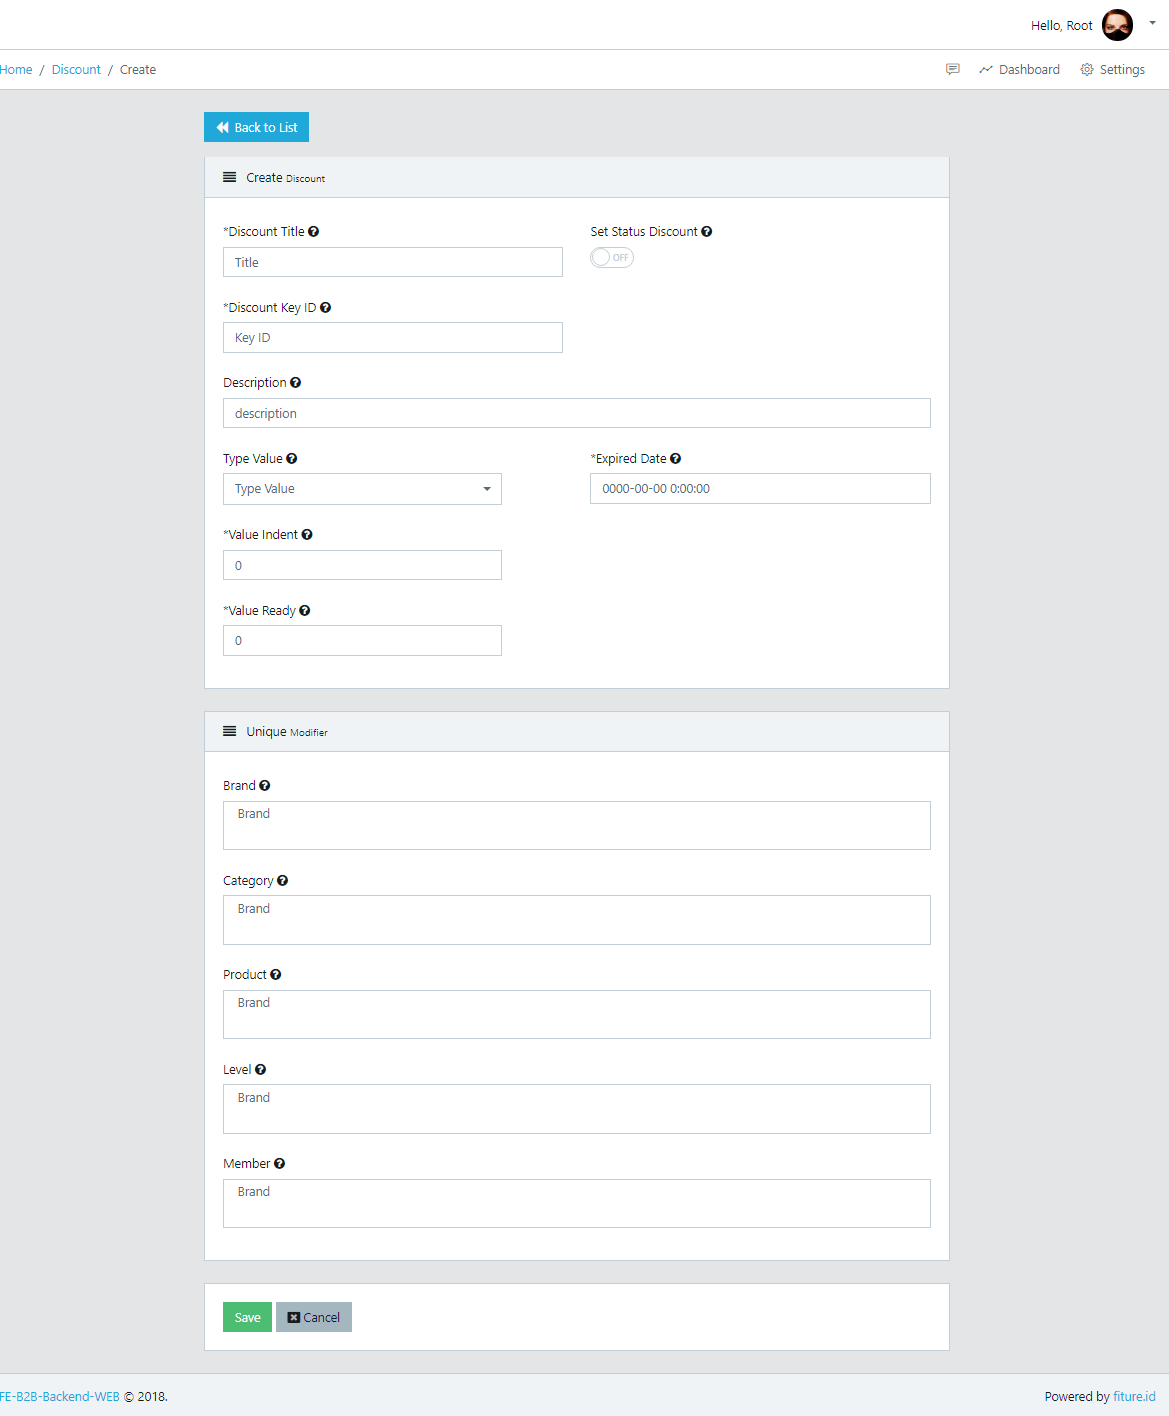 Hello, Root
Home / Discount / Create
Dashboard Settings
Back to List
Create Discount
*Discount Title
Set Status Discount
Title
OFF
*Discount Key ID
Key ID
Description
description
Type Value
*Expired Date
Type Value
0000-00-00 0:00:00
*Value Indent
0
*Value Ready
0
Unique Modifier
Brand
Brand
Category
Brand
Product
Brand
Level
Brand
Member
Brand
Save
Cancel
FE-B2B-Backend-WEB © 2018.
Powered by fiture.id